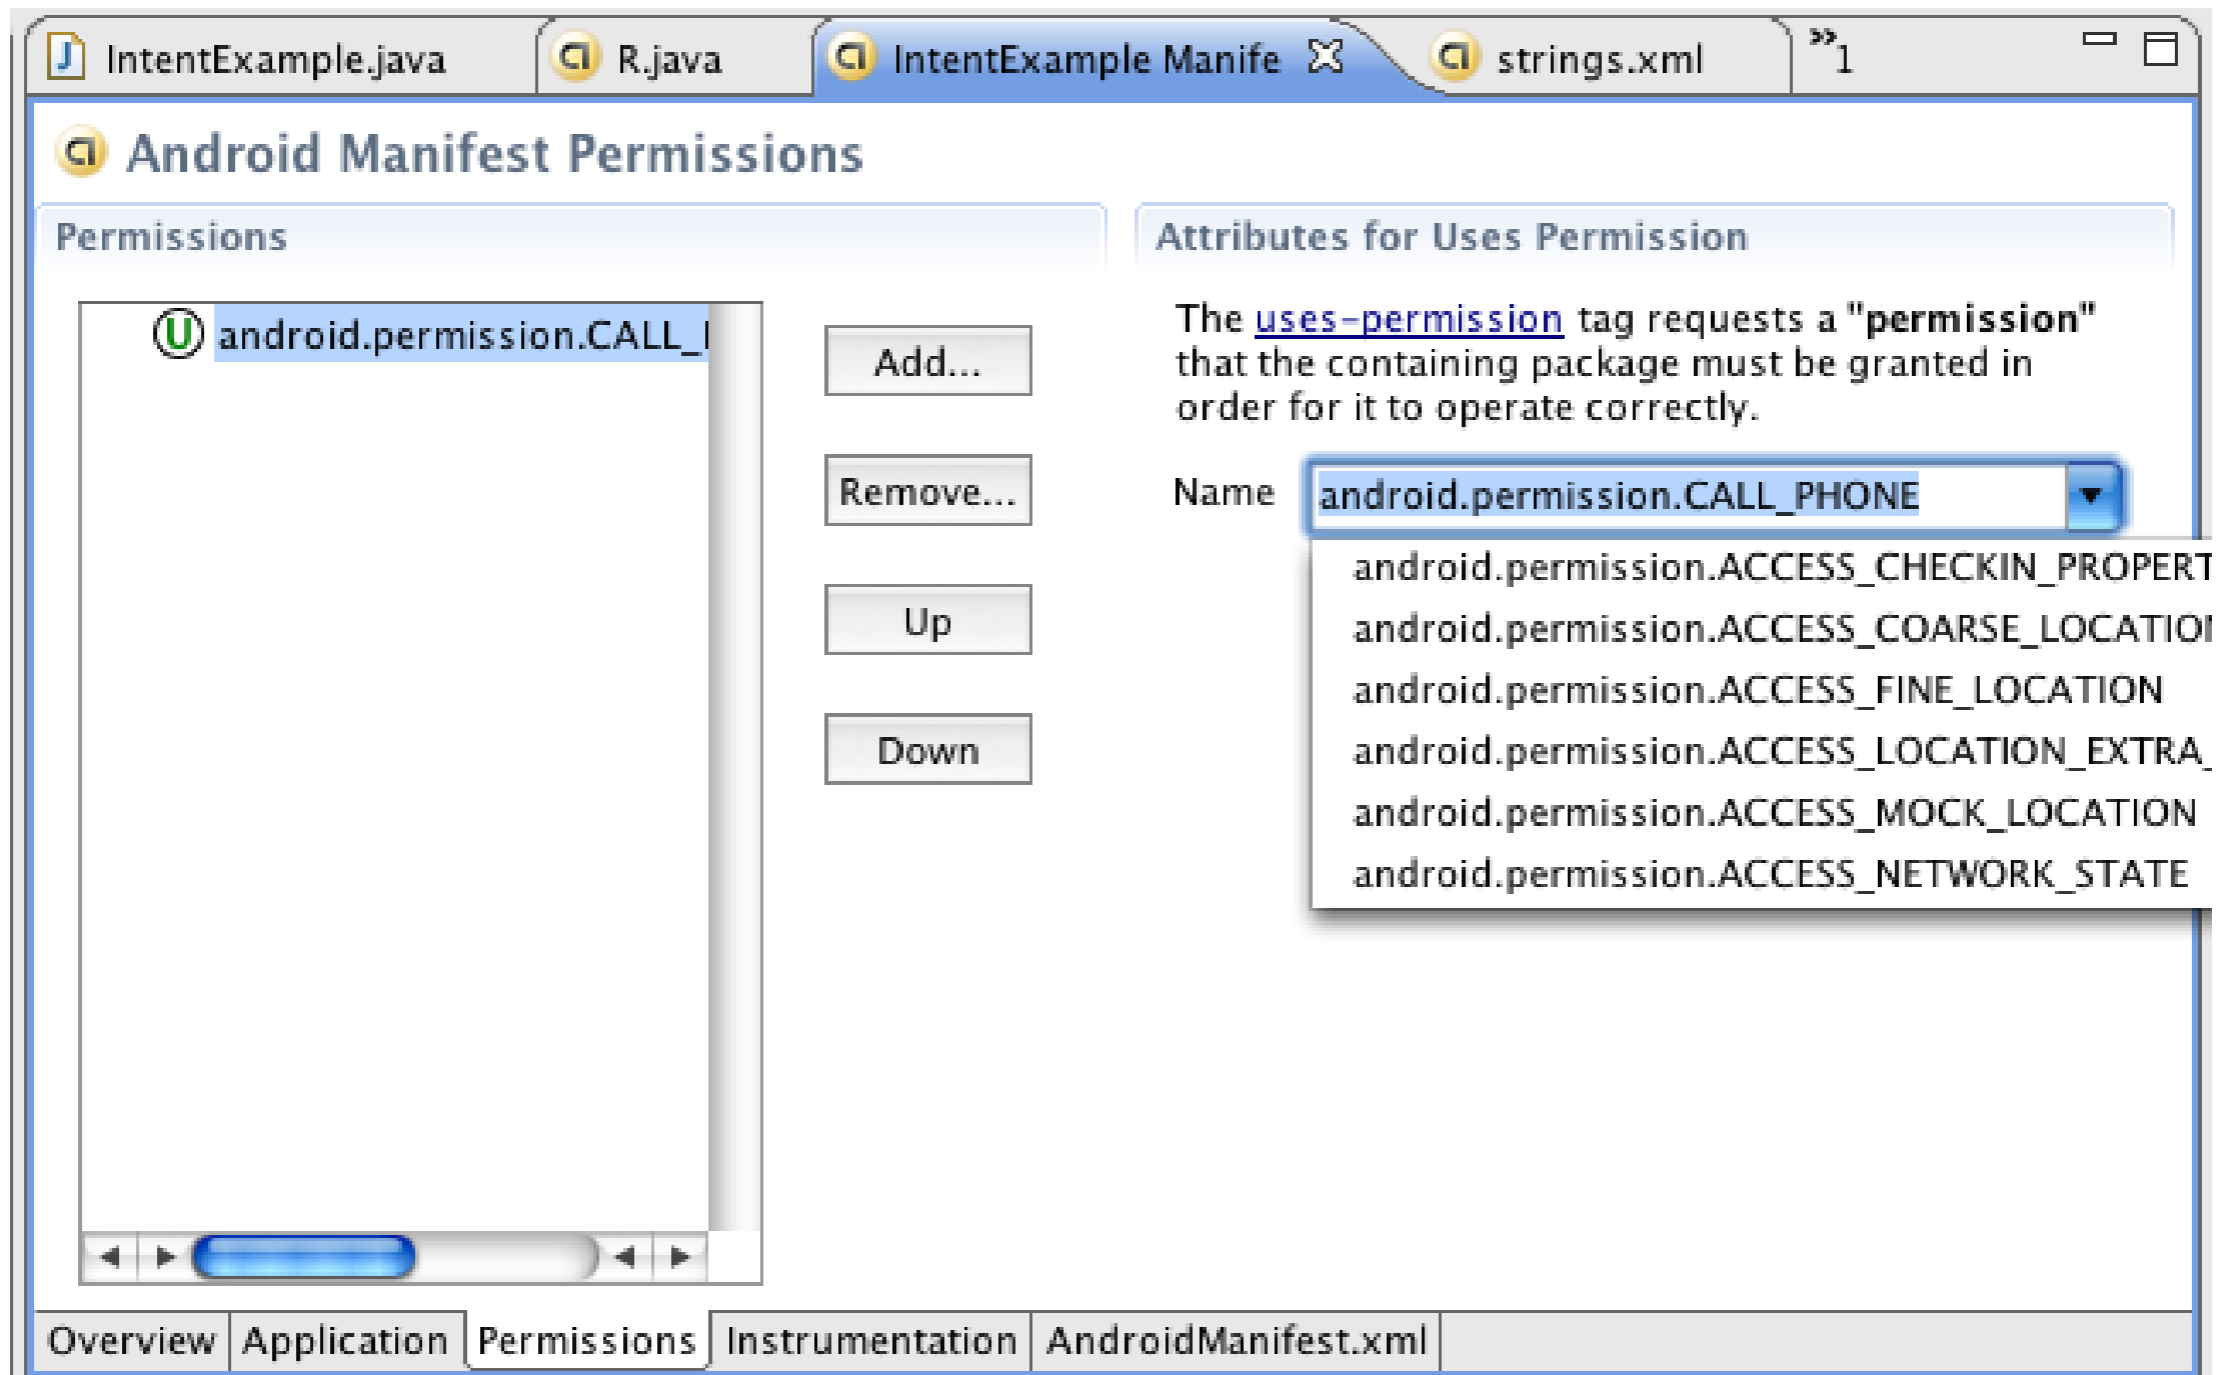 IntentExample.java
R.java
IntentExample Manife
strings.xml
»1
Android Manifest Permissions
Permissions
android.permission.CALL_
Add...
Remove...
Up
Down
Attributes for Uses Permission
The uses-permission tag requests a "permission"
that the containing package must be granted in
order for it to operate correctly.
Name android.permission.CALL_PHONE
android.permission.ACCESS_CHECKIN_PROPERT
android.permission.ACCESS_COARSE_LOCATION
android.permission.ACCESS_FINE_LOCATION
android.permission.ACCESS_LOCATION_EXTRA_
android.permission.ACCESS_MOCK_LOCATION
android.permission.ACCESS_NETWORK_STATE
Overview Application Permissions Instrumentation AndroidManifest.xml